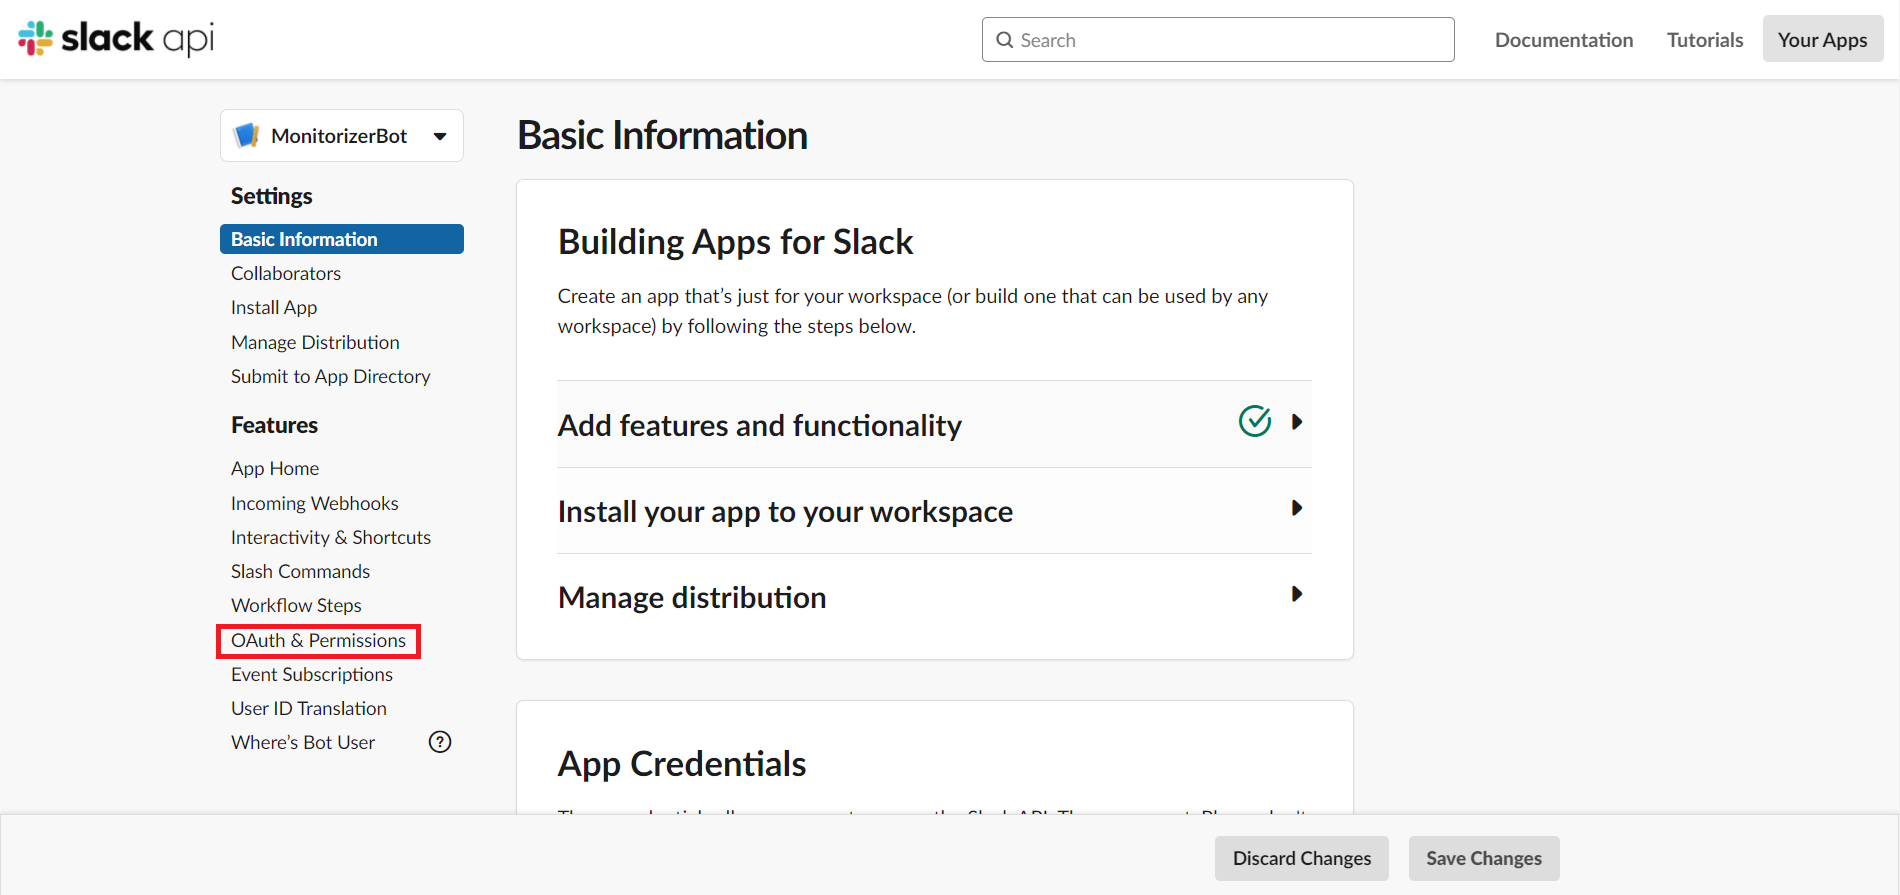 slack api
Search
Documentation
Tutorials
Your Apps
MonitorizerBot
Settings
Basic Information
Collaborators
Install App
Manage Distribution
Submit to App Directory
Features
App Home
Incoming Webhooks
Interactivity & Shortcuts
Slash Commands
Workflow Steps
OAuth & Permissions
Event Subscriptions
User ID Translation
Where’s Bot User
?
Basic Information
Building Apps for Slack
Create an app that’s just for your workspace (or build one that can be used by any
workspace) by following the steps below.
Add features and functionality
Install your app to your workspace
Manage distribution
App Credentials
Discard Changes
Save Changes